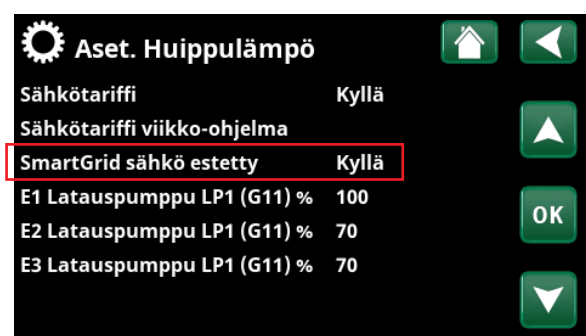 Aset. Huippulämpö
Sähkötariffi Kyllä
Sähkötariffi viikko-ohjelma
SmartGrid sähkö estetty Kyllä
E1 Latauspumppu LP1 (G11) % 100
E2 Latauspumppu LP1 (G11) % 70
E3 Latauspumppu LP1 (G11) % 70
OK